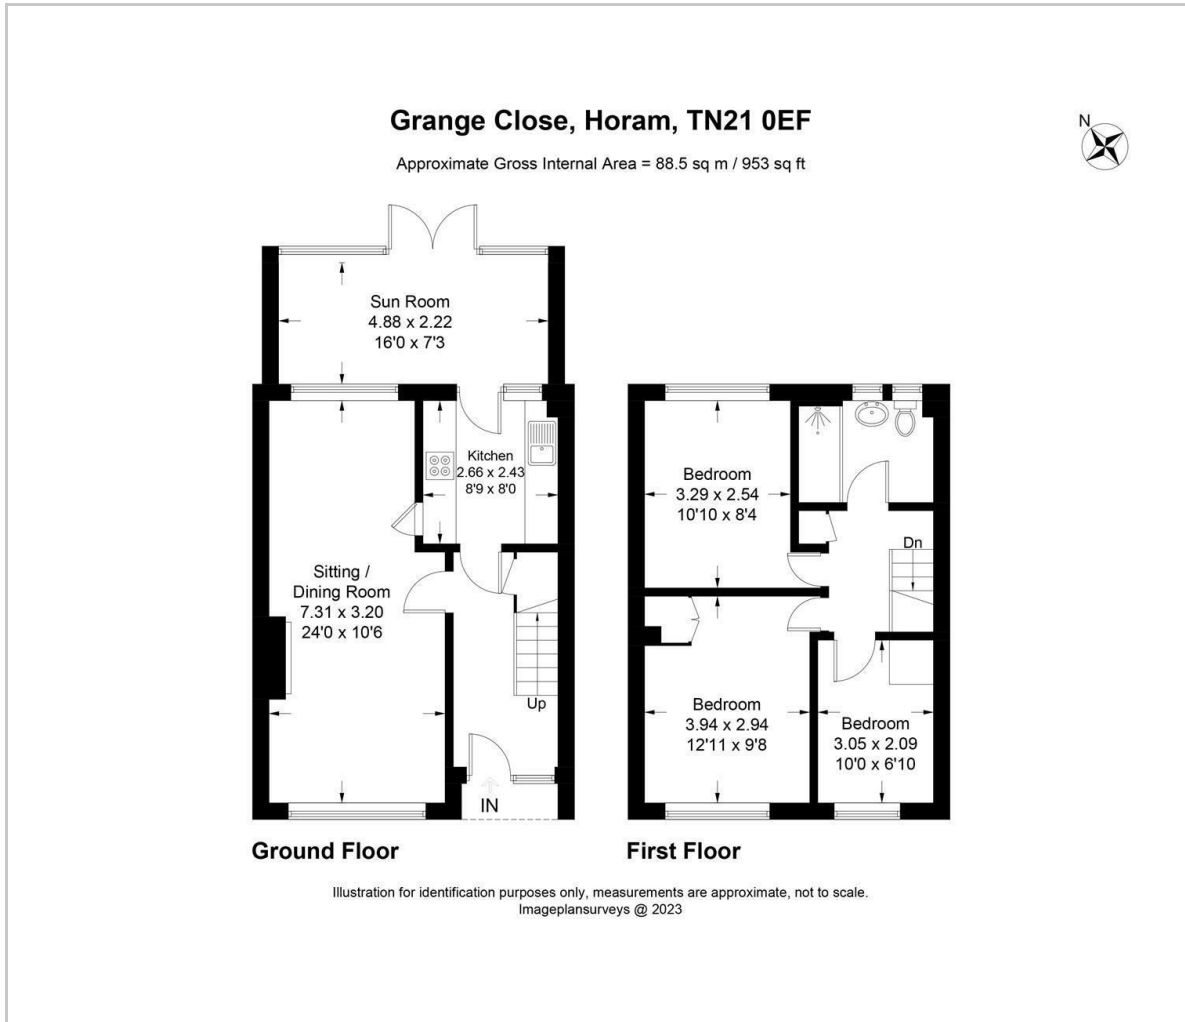 Grange Close, Horam, TN21 0EF
N
Approximate Gross Internal Area = 88.5 sq m / 953 sq ft
Sun Room
4.88 x 2.22
16'0 x 7'3
Kitchen
2.66 x 2.43
8'9 x 8'0
Sitting /
Dining Room
7.31 x 3.20
24'0 x 10'6
Up
IN
Ground Floor
Bedroom
3.29 x 2.54
10'10 x 8'4
Dn
Bedroom
3.94 x 2.94
12'11 x 9'8
Bedroom
3.05 x 2.09
10'0 x 6'10
First Floor
Illustration for identification purposes only, measurements are approximate, not to scale.
Imageplansurveys @ 2023